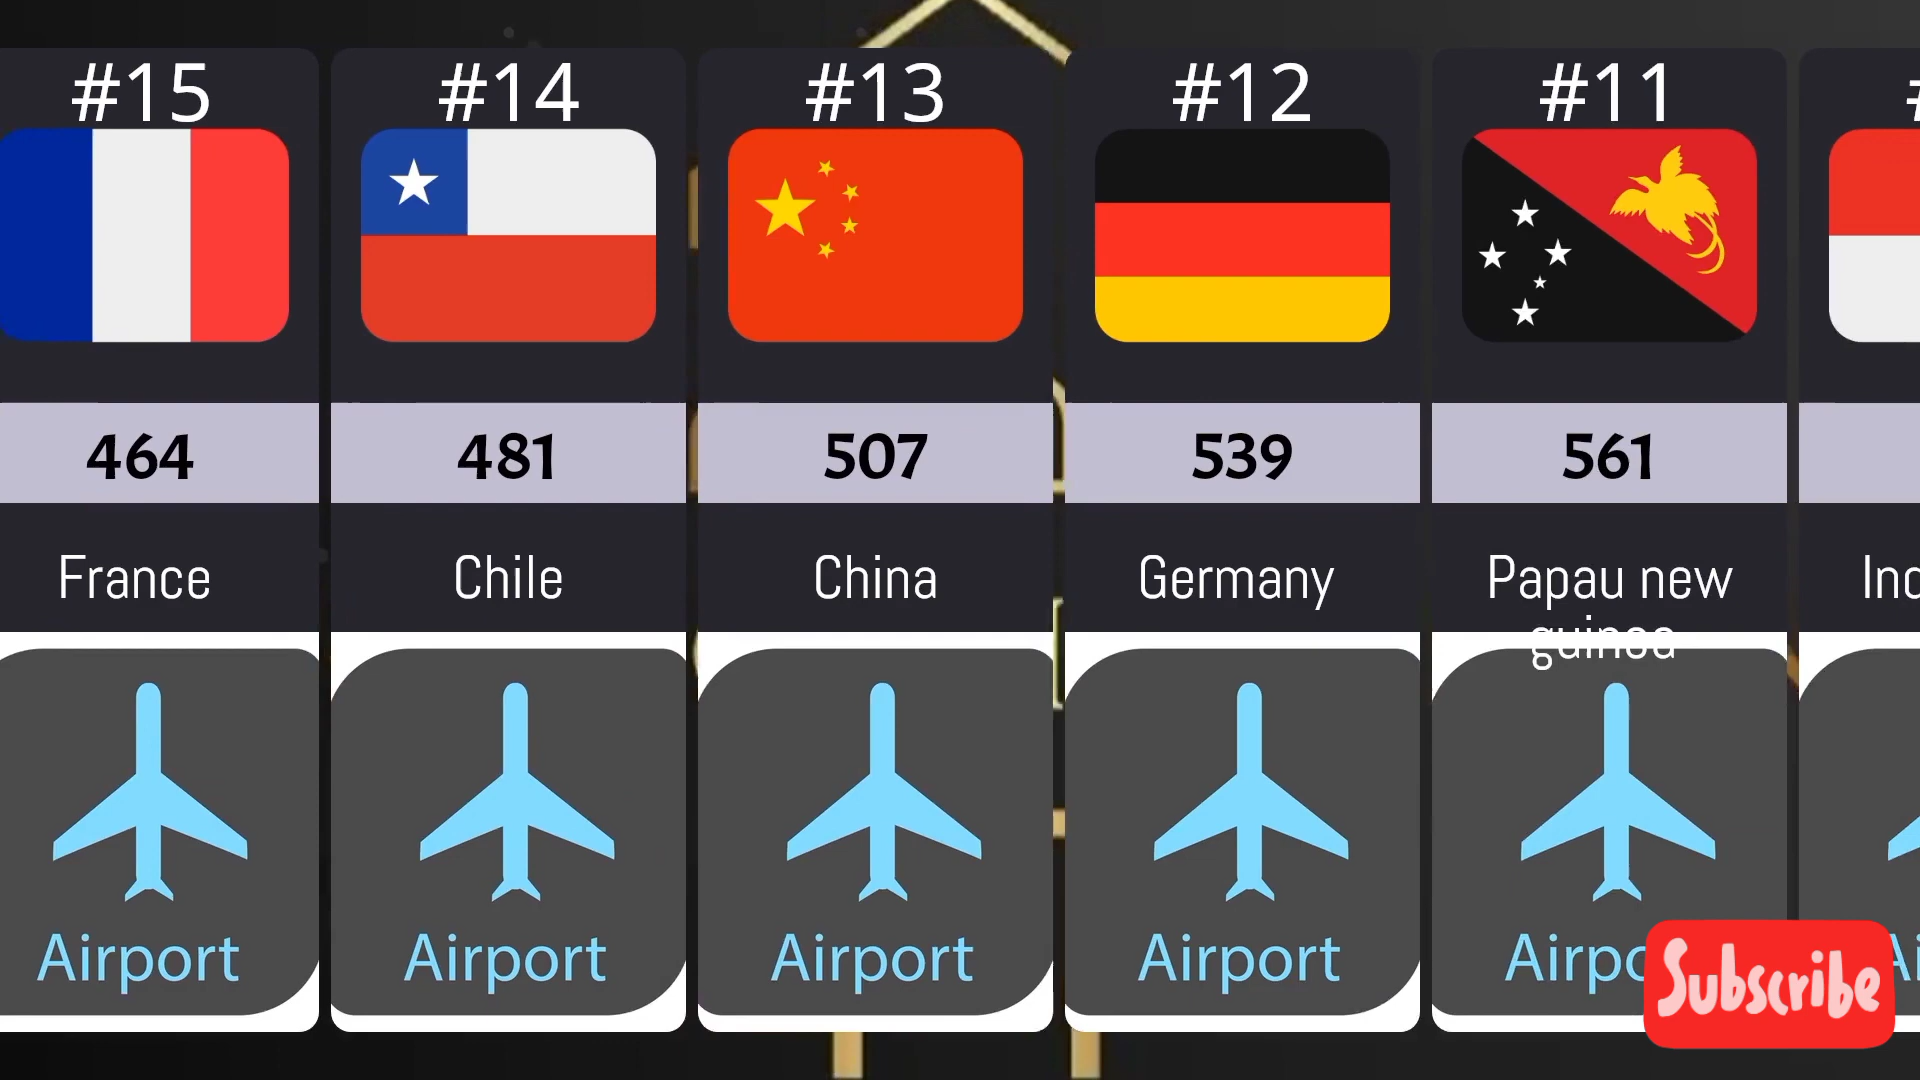 #15
#14
#13
#12
#11
464
481
507
539
561
France
Chile
China
Germany
Papau new
guinea
Airport
Airport
Airport
Airport
Subscribe